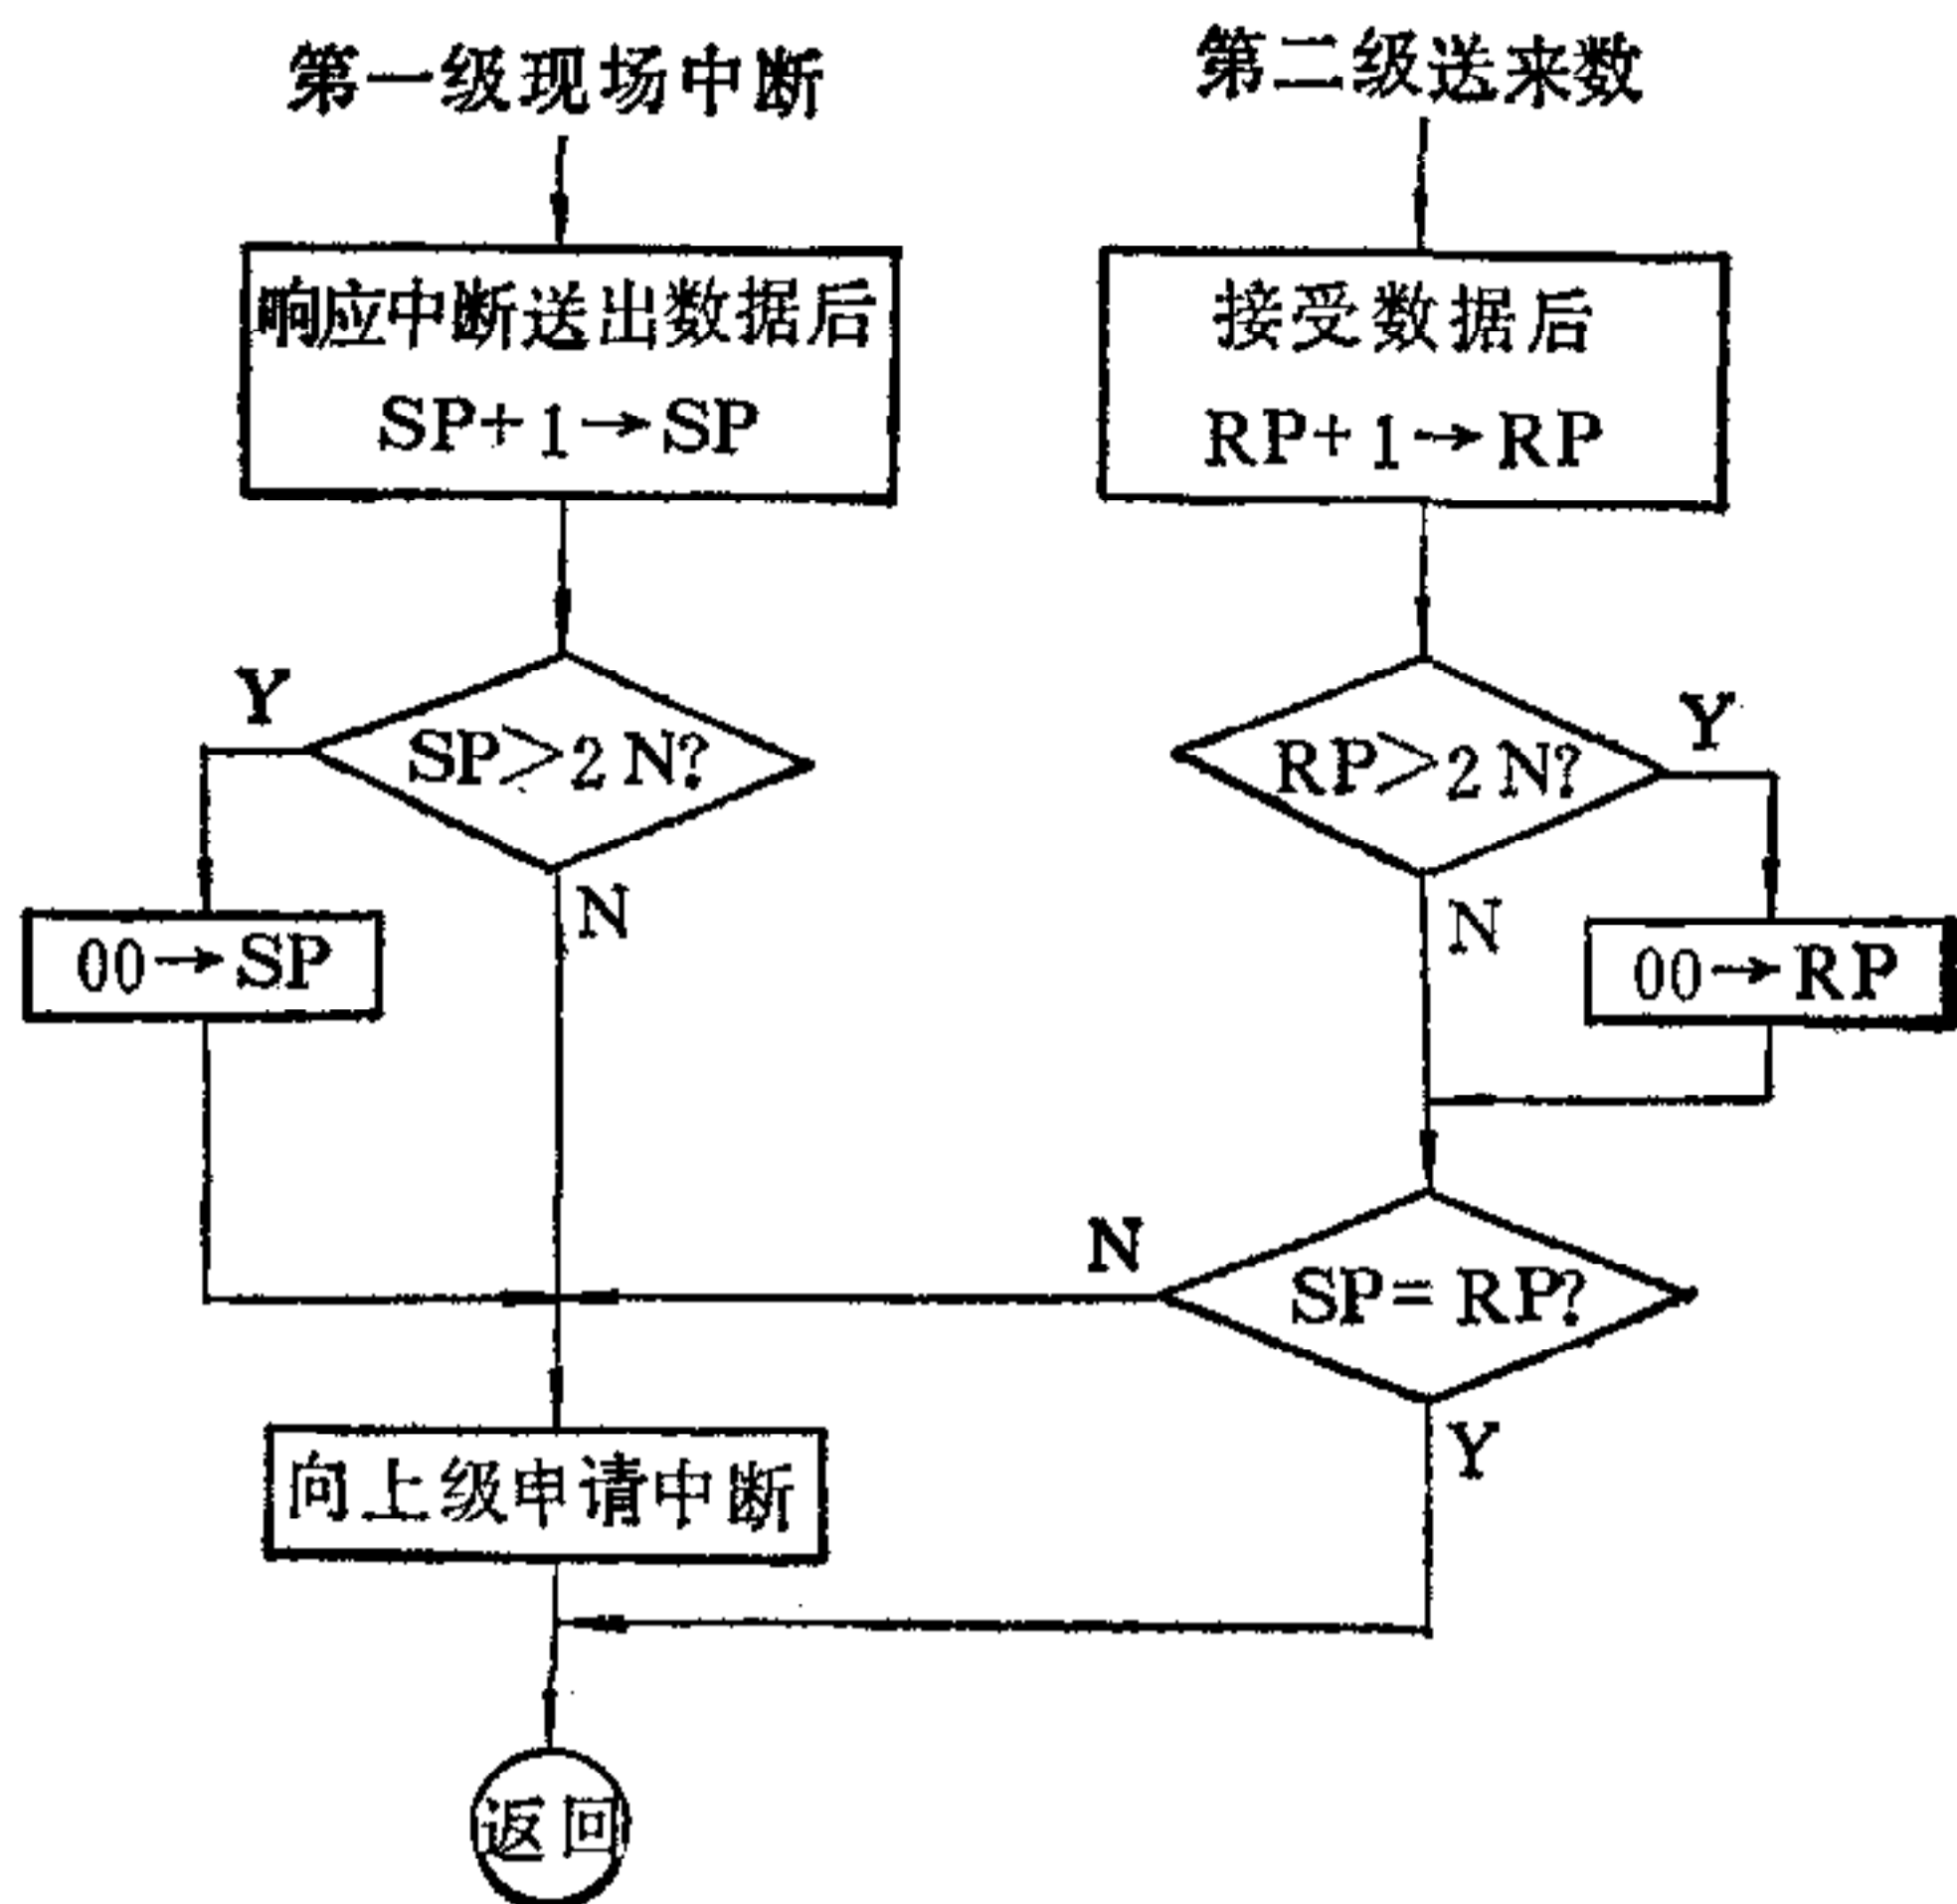 第一级现场中断
第二级送来数
响应中断送出数据后
SP+1→SP
接受数据后
RP+1→RP
Y
SP>2N?
N
00→SP
RP>2N?
Y
N
00→RP
N
SP=RP?
Y
向上级申请中断
返回